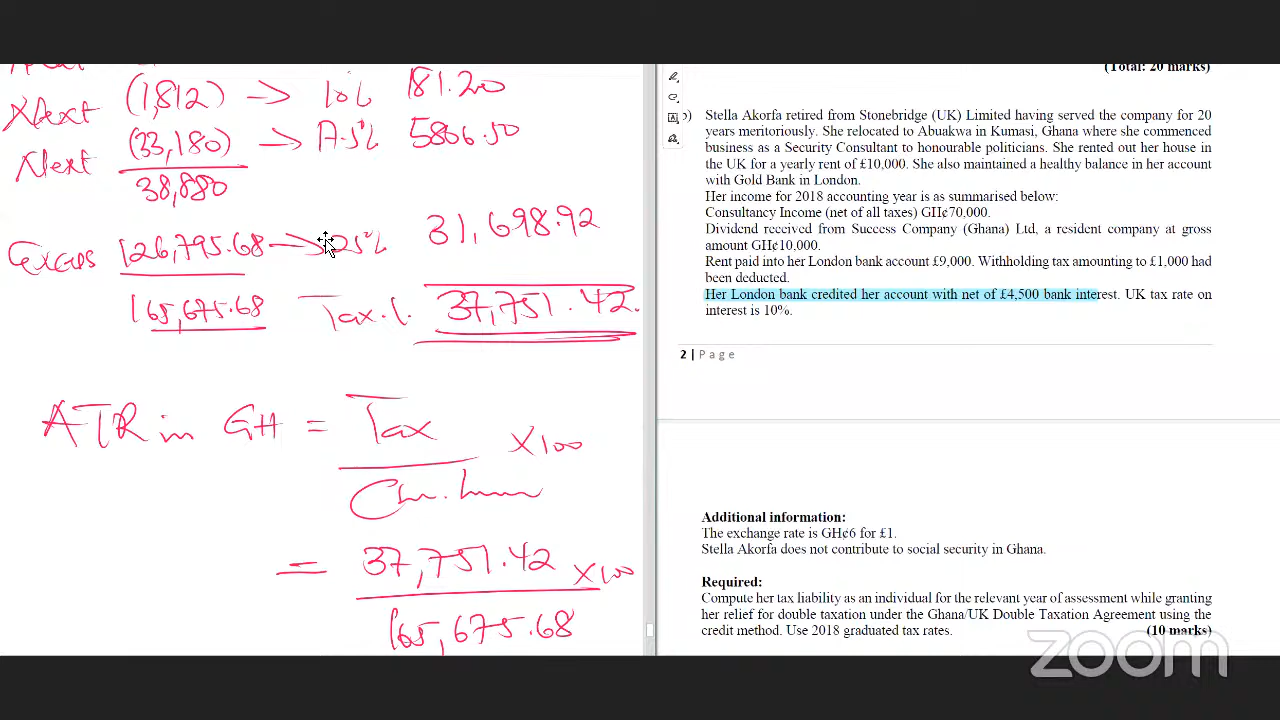 Next (1,812) → 10% 181.20
Next (33,180) → 17.5% 5806.50
38,880
Excess 126,795.68 → 25% 31,698.92
165,675.68 Tax.L. 37,751.42.
ATR in GH = Tax X100
= 37,751.42 X100
165,675.68
(Total: 20 marks)
Stella Akorfa retired from Stonebridge (UK) Limited having served the company for 20
years meritoriously. She relocated to Abuakwa in Kumasi, Ghana where she commenced
business as a Security Consultant to honourable politicians. She rented out her house in
the UK for a yearly rent of £10,000. She also maintained a healthy balance in her account
with Gold Bank in London.
Her income for 2018 accounting year is as summarised below:
Consultancy Income (net of all taxes) GH¢70,000.
Dividend received from Success Company (Ghana) Ltd, a resident company at gross
amount GH¢10,000.
Rent paid into her London bank account £9,000. Withholding tax amounting to £1,000 had
been deducted.
Her London bank credited her account with net of £4,500 bank interest. UK tax rate on
interest is 10%.
2 | Page
Additional information:
The exchange rate is GH¢6 for £1.
Stella Akorfa does not contribute to social security in Ghana.
Required:
Compute her tax liability as an individual for the relevant year of assessment while granting
her relief for double taxation under the Ghana/UK Double Taxation Agreement using the
credit method. Use 2018 graduated tax rates. (10 marks)
zoom